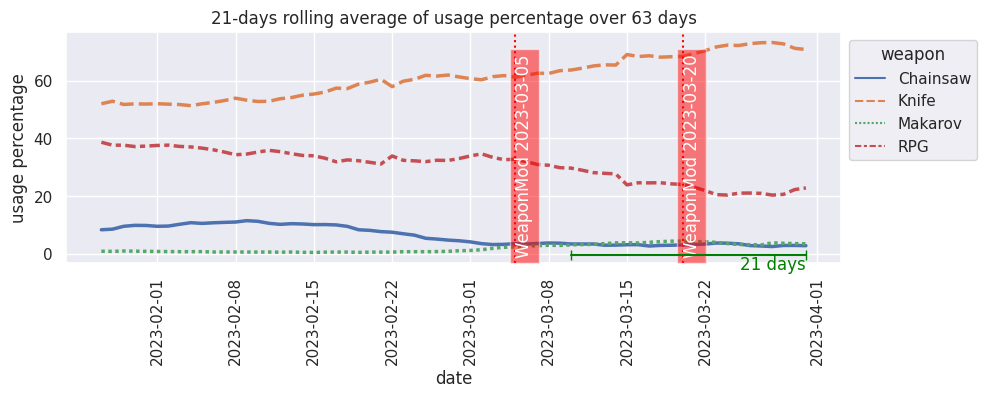 21-days rolling average of usage percentage over 63 days
usage percentage
60
40
20
0
WeaponMod 2023-03-05
WeaponMod 2023-03-20
21 days
2023-02-01
2023-02-08
2023-02-15
2023-02-22
2023-03-01
2023-03-08
2023-03-15
2023-03-22
2023-04-01
date
weapon
Chainsaw
Knife
Makarov
RPG